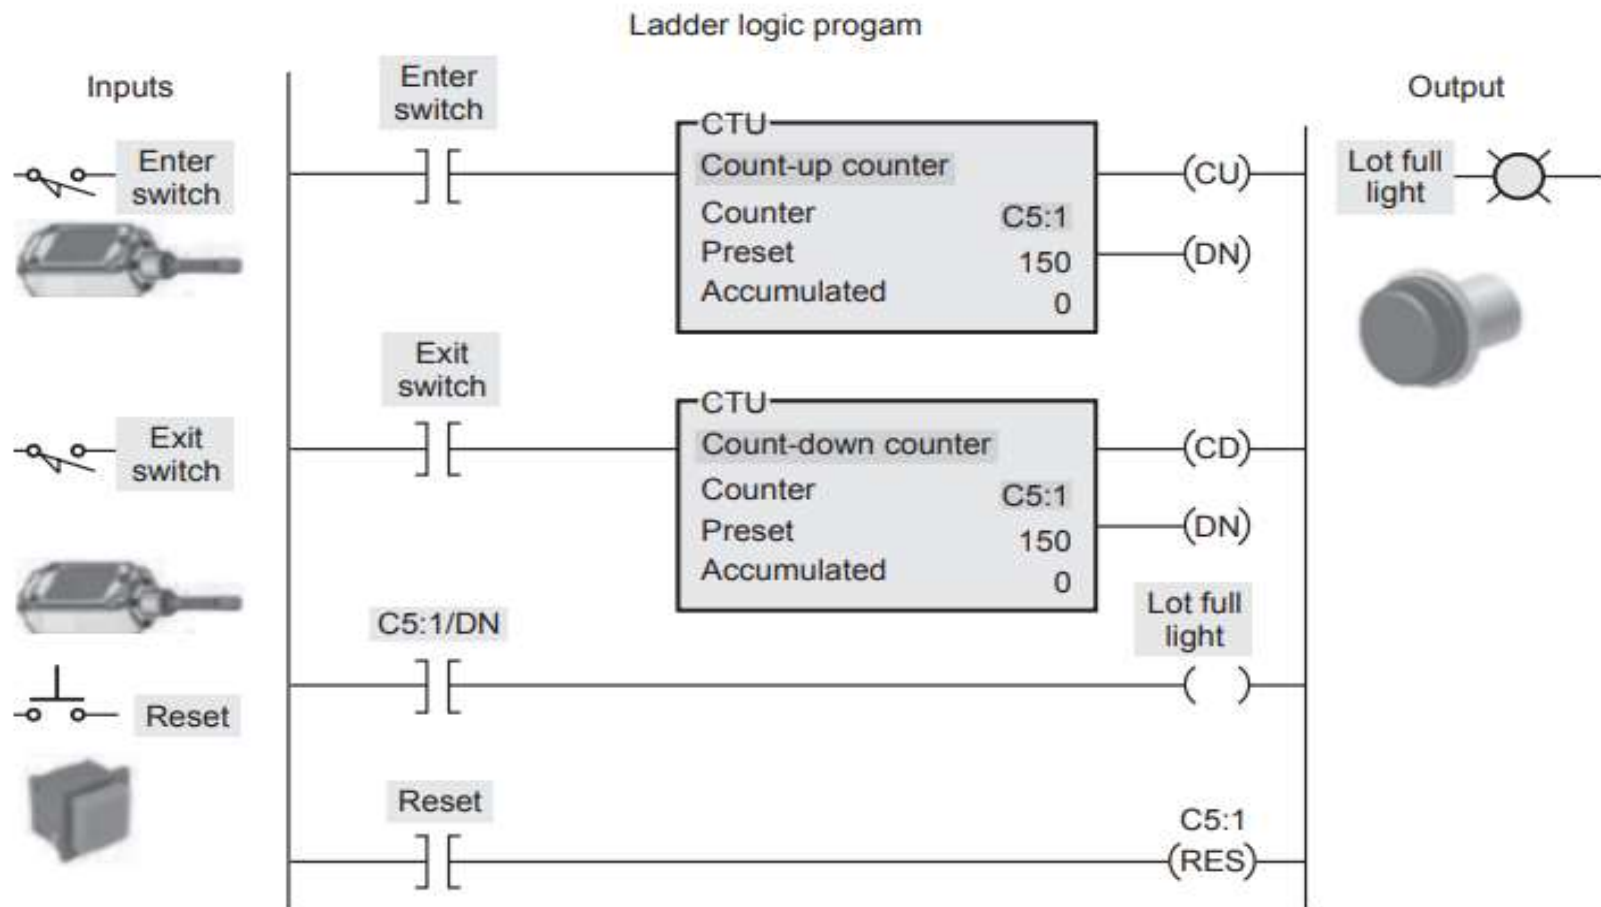 Ladder logic progam
Inputs
Enter
switch
Exit
switch
Reset
Enter
switch
CTU
Count-up counter
Counter C5:1
Preset 150
Accumulated 0
(CU)
(DN)
Exit
switch
CTU
Count-down counter
Counter C5:1
Preset 150
Accumulated 0
(CD)
(DN)
C5:1/DN
Lot full
light
Reset
C5:1
(RES)
Output
Lot full
light